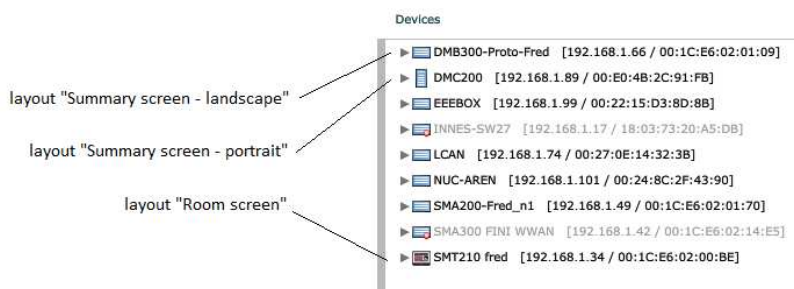 Devices
DMB300-Proto-Fred [192.168.1.66 / 00:1C:E6:02:01:09]
DMC200 [192.168.1.89 / 00:E0:4B:2C:91:FB]
layout "Summary screen - landscape"
EEEBOX [192.168.1.99 / 00:22:15:D3:8D:8B]
INNES-SW27 [192.168.1.17 / 18:03:73:20:A5:DB]
layout "Summary screen - portrait"
LCAN [192.168.1.74 / 00:27:0E:14:32:3B]
NUC-AREN [192.168.1.101 / 00:24:8C:2F:43:90]
layout "Room screen"
SMA200-Fred_n1 [192.168.1.49 / 00:1C:E6:02:01:70]
SMA300 FINI WWAN [192.168.1.42 / 00:1C:E6:02:14:E5]
SMT210 fred [192.168.1.34 / 00:1C:E6:02:00:BE]